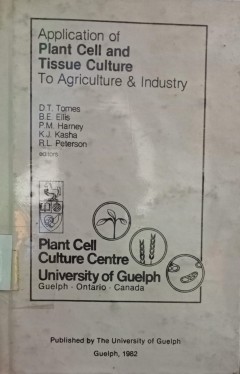 Application of
Plant Cell and
Tissue Culture
To Agriculture & Industry
D.T. Tomes
B.E. Ellis
P.M. Harney
K.J. Kasha
R.L. Peterson
editors
Plant Cell
Culture Centre
University of Guelph
Guelph · Ontario · Canada
Published by The University of Guelph
Guelph, 1982